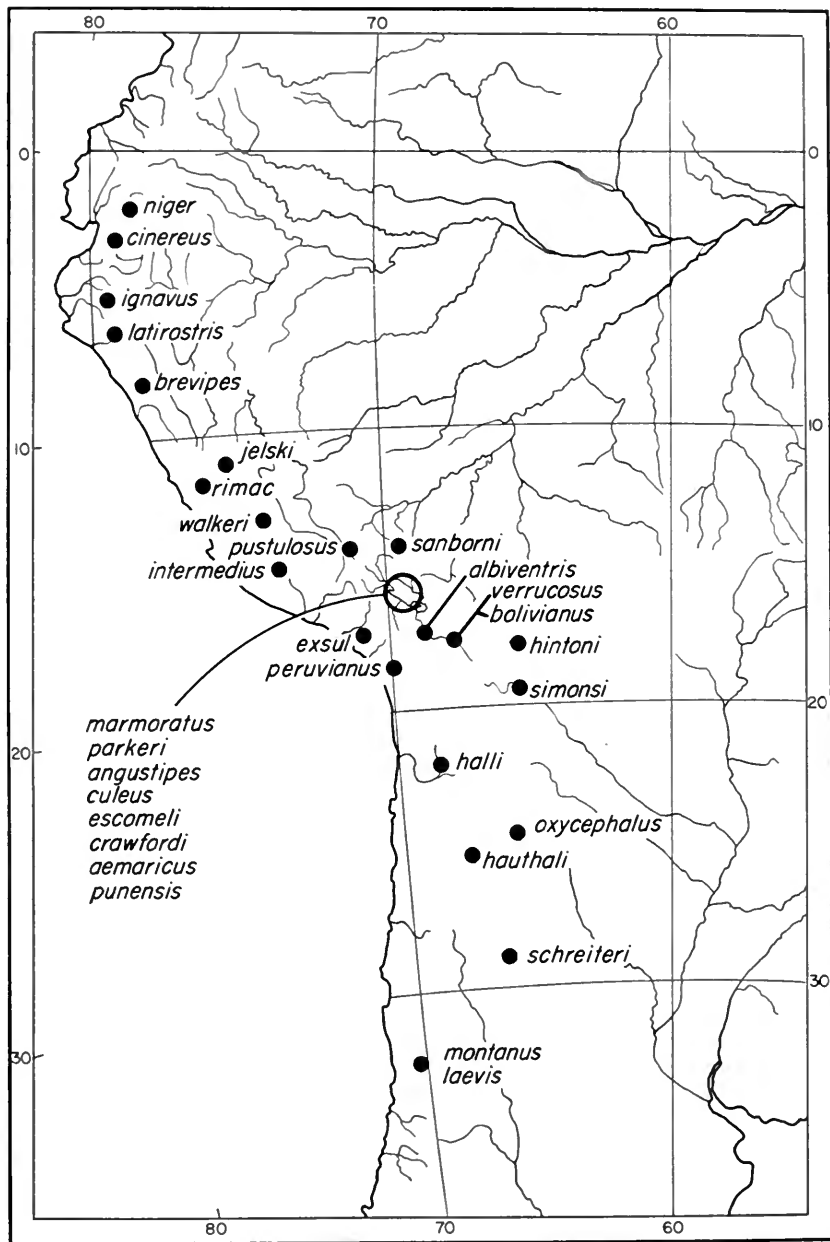 80
70
60
0
0
niger
cinereus
ignavus
latirostris
brevipes
10
10
jelski
rimac
walkeri
pustulosus
sanborni
intermedius
albiventris
verrucosus
bolivianus
exsul
hintoni
peruvianus
simonsi
20
20
marmoratus
parkeri
angustipes
culeus
escomeli
crawfordi
aemaricus
punensis
halli
oxycephalus
hauthali
schreiteri
30
30
montanus
laevis
80
70
60